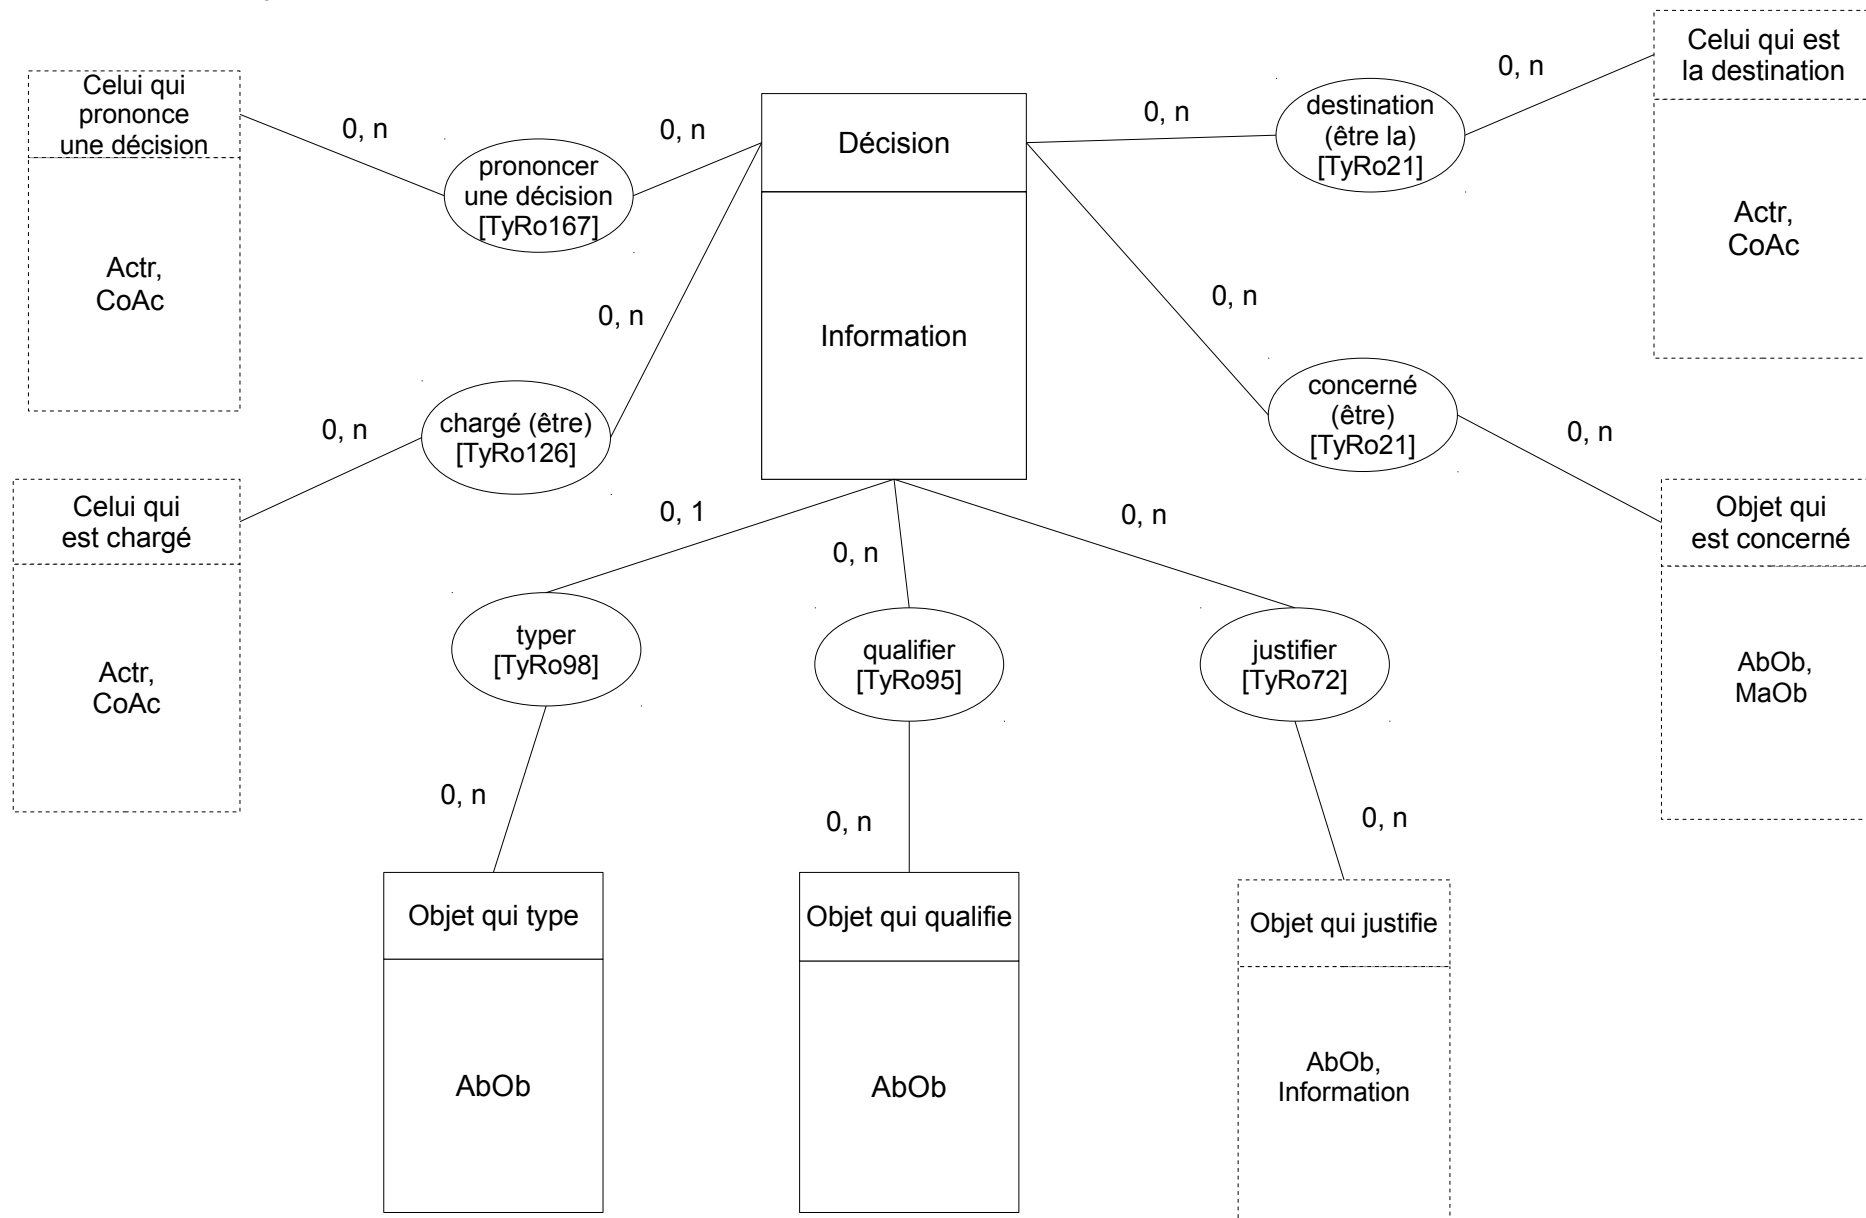 Celui qui est
la destination
0, n
Celui qui
prononce
une décision
0, n
0, n
Décision
0, n
destination
(être la)
[TyRo21]
prononcer
une décision
[TyRo167]
Actr,
CoAc
Actr,
CoAc
0, n
0, n
Information
chargé (être)
[TyRo126]
concerné
(être)
[TyRo21]
0, n
0, n
Celui qui
est chargé
0, 1
0, n
0, n
Objet qui
est concerné
typer
[TyRo98]
qualifier
[TyRo95]
justifier
[TyRo72]
Actr,
CoAc
AbOb,
MaOb
0, n
0, n
0, n
Objet qui type
Objet qui qualifie
Objet qui justifie
AbOb
AbOb
AbOb,
Information